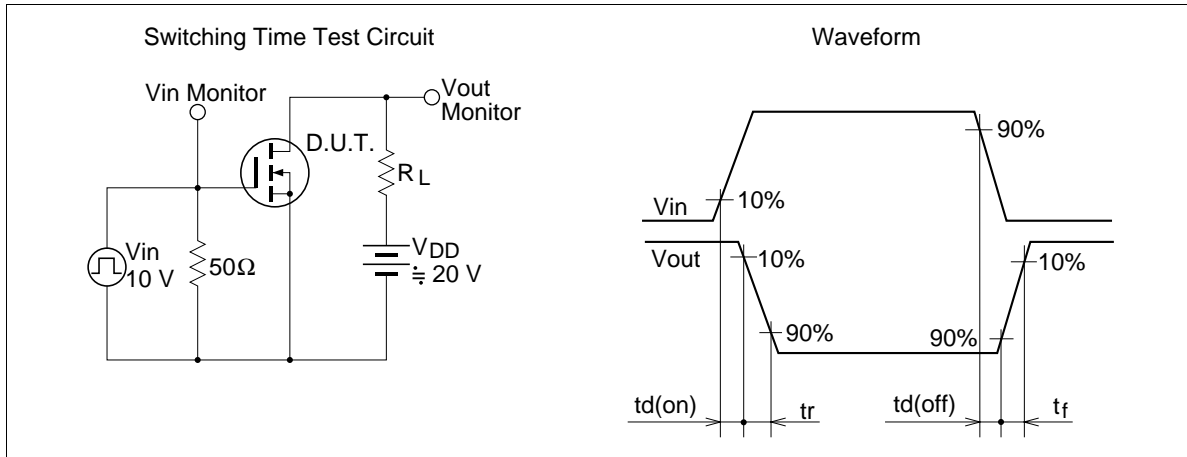 Switching Time Test Circuit
Vin Monitor
Vout
Monitor
D.U.T.
RL
Vin
10 V
50Ω
VDD
≒ 20 V
Waveform
Vin
10%
90%
Vout
10%
90%
90%
10%
td(on)
tr
td(off)
tf